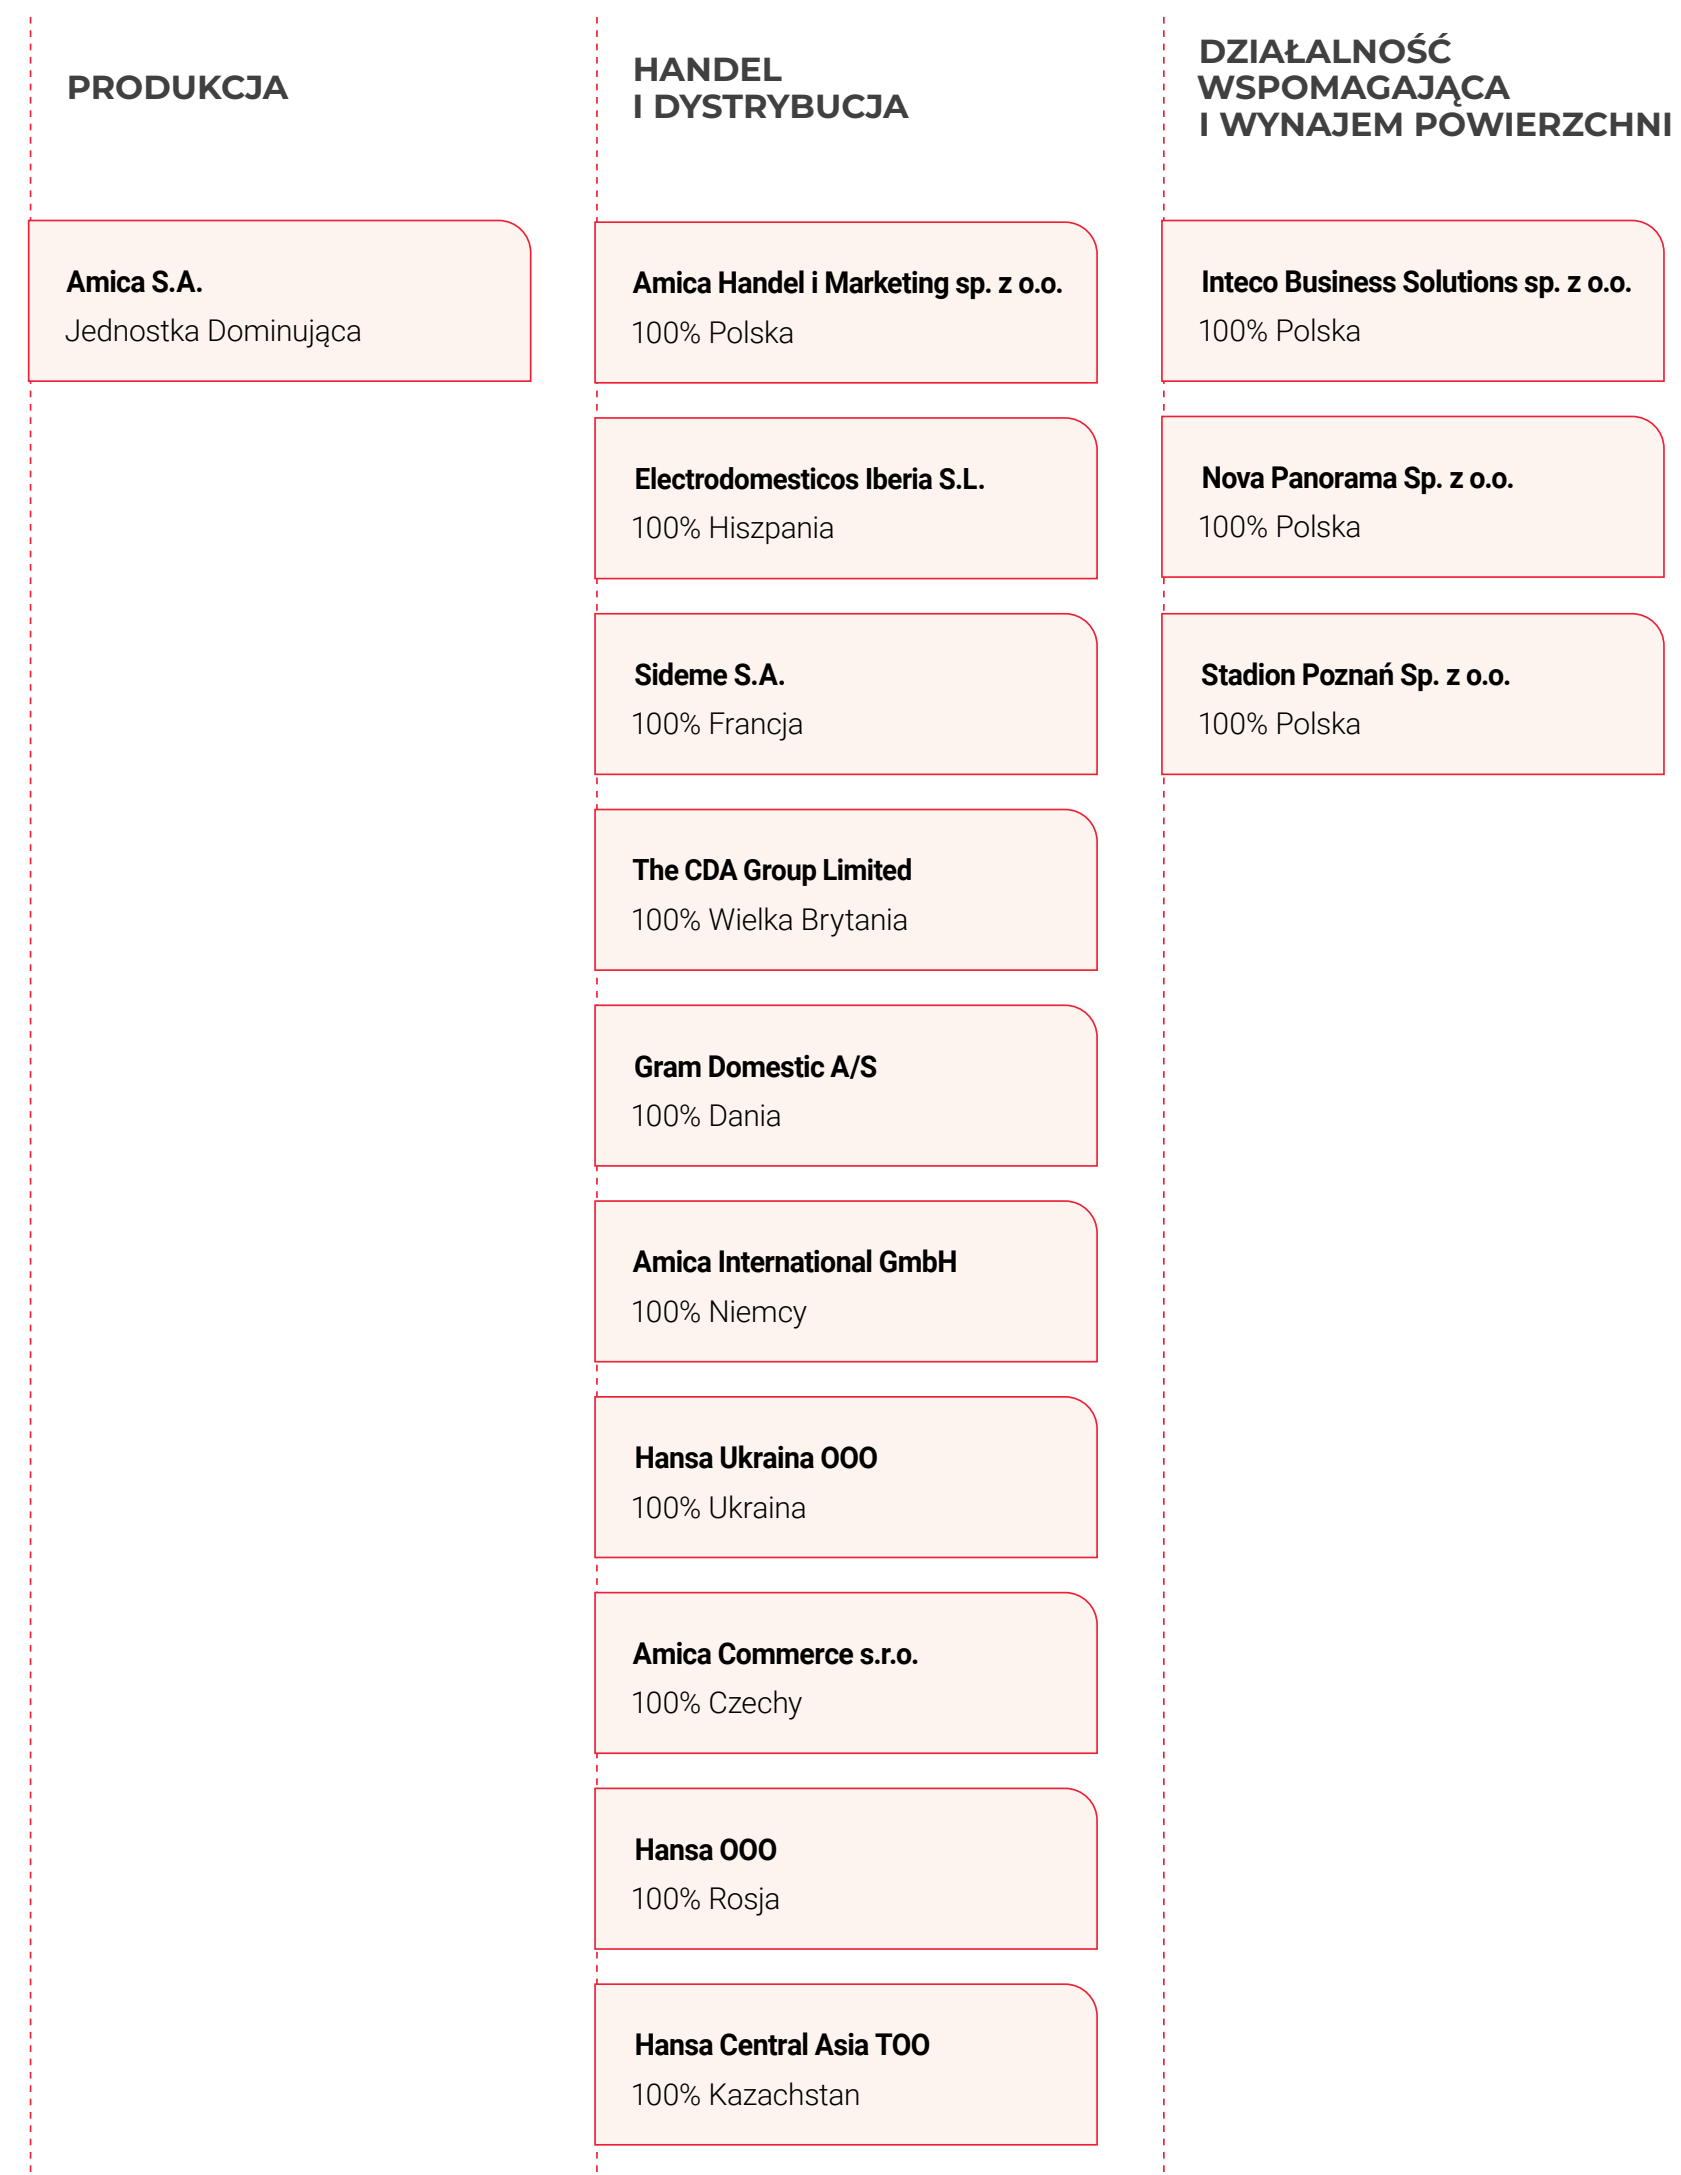 PRODUKCJA
Amica S.A.
Jednostka Dominująca
HANDEL
I DYSTRYBUCJA
Amica Handel i Marketing sp. z o.o.
100% Polska
Electrodomesticos Iberia S.L.
100% Hiszpania
Sideme S.A.
100% Francja
The CDA Group Limited
100% Wielka Brytania
Gram Domestic A/S
100% Dania
Amica International GmbH
100% Niemcy
Hansa Ukraina OOO
100% Ukraina
Amica Commerce s.r.o.
100% Czechy
Hansa OOO
100% Rosja
Hansa Central Asia TOO
100% Kazachstan
DZIAŁALNOŚĆ
WSPOMAGAJĄCA
I WYNAJEM POWIERZCHNI
Inteco Business Solutions sp. z o.o.
100% Polska
Nova Panorama Sp. z o.o.
100% Polska
Stadion Poznań Sp. z o.o.
100% Polska